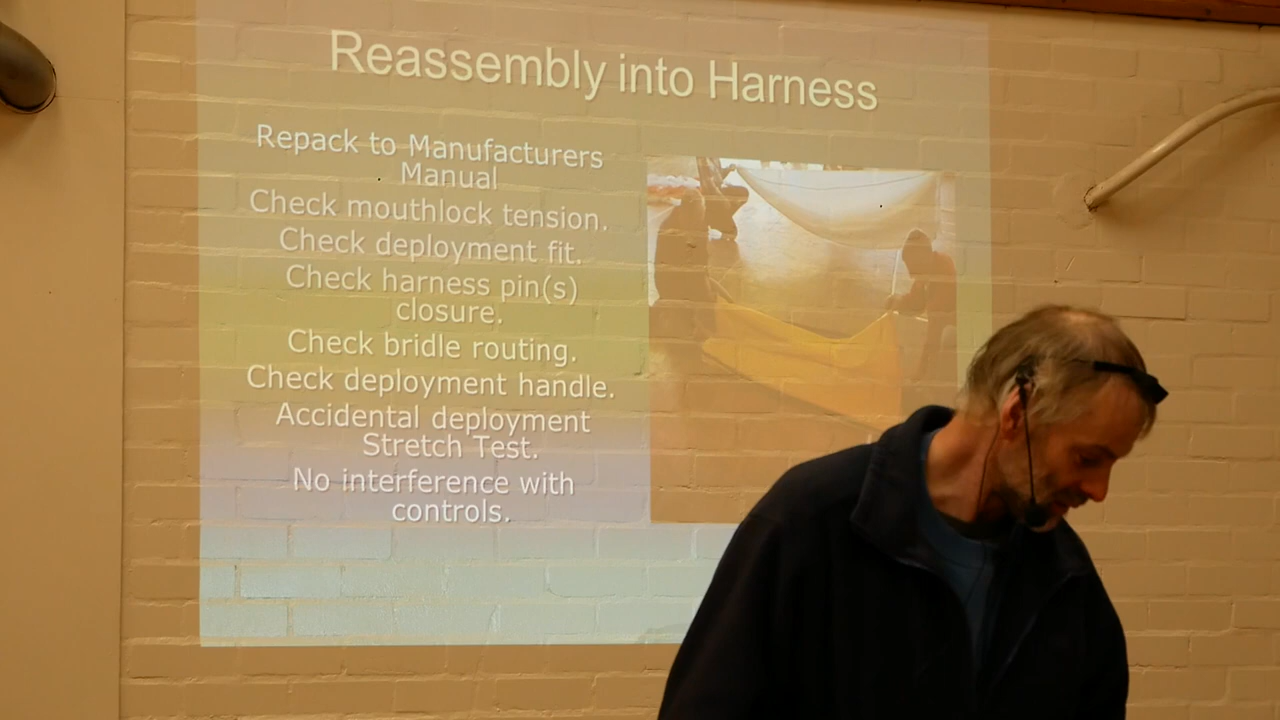 Reassembly into Harness
Repack to Manufacturers
Manual
Check mouthlock tension.
Check deployment fit.
Check harness pin(s)
closure.
Check bridle routing.
Check deployment handle.
Accidental deployment
Stretch Test.
No interference with
controls.